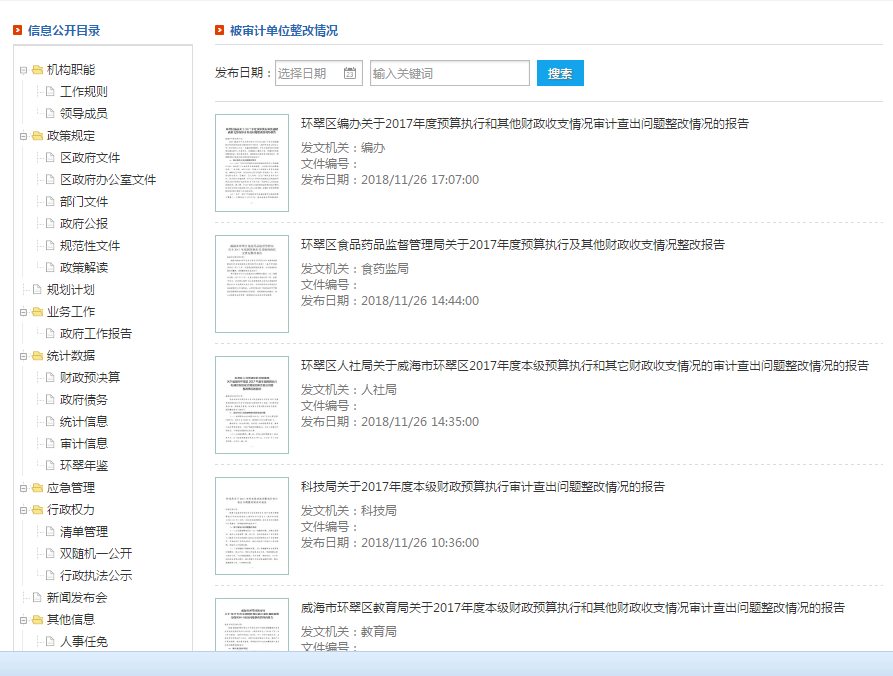 信息公开目录
机构职能
工作规则
领导成员
政策规定
区政府文件
区政府办公室文件
部门文件
政府公报
规范性文件
政策解读
规划计划
业务工作
政府工作报告
统计数据
财政预决算
政府债务
统计信息
审计信息
环翠年鉴
应急管理
行政权力
清单管理
双随机一公开
行政执法公示
新闻发布会
其他信息
人事任免
被审计单位整改情况
发布日期： 选择日期 输入关键词 搜索
环翠区编办关于2017年度预算执行和其他财政收支情况审计查出问题整改情况的报告
发文机关：编办
文件编号：
发布日期：2018/11/26 17:07:00
环翠区食品药品监督管理局关于2017年度预算执行及其他财政收支情况整改报告
发文机关：食药监局
文件编号：
发布日期：2018/11/26 14:44:00
环翠区人社局关于威海市环翠区2017年度本级预算执行和其它财政收支情况的审计查出问题整改情况的报告
发文机关：人社局
文件编号：
发布日期：2018/11/26 14:35:00
科技局关于2017年度本级财政预算执行审计查出问题整改情况的报告
发文机关：科技局
文件编号：
发布日期：2018/11/26 10:36:00
威海市环翠区教育局关于2017年度本级财政预算执行和其他财政收支情况审计查出问题整改情况的报告
发文机关：教育局
文件编号：